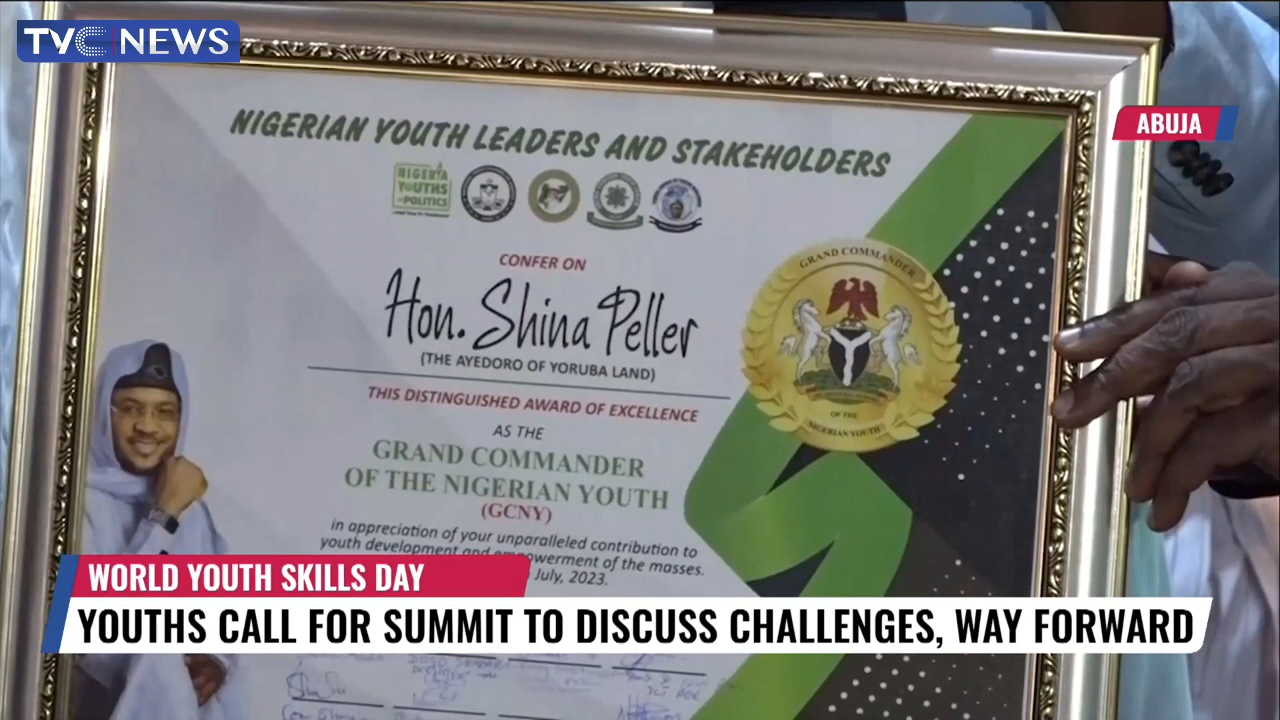 TVC NEWS
ABUJA
NIGERIAN YOUTH LEADERS AND STAKEHOLDERS
NIGERIA
YOUTHS
POLITICS
CONFER ON
Hon. Shina Peller
(THE AYEDORO OF YORUBA LAND)
THIS DISTINGUISHED AWARD OF EXCELLENCE
AS THE
GRAND COMMANDER
OF THE NIGERIAN YOUTH
(GCNY)
in appreciation of your unparalleled contribution to
youth development and empowerment of the masses.
July, 2023.
GRAND COMMANDER
OF THE
NIGERIAN YOUTH
WORLD YOUTH SKILLS DAY
YOUTHS CALL FOR SUMMIT TO DISCUSS CHALLENGES, WAY FORWARD